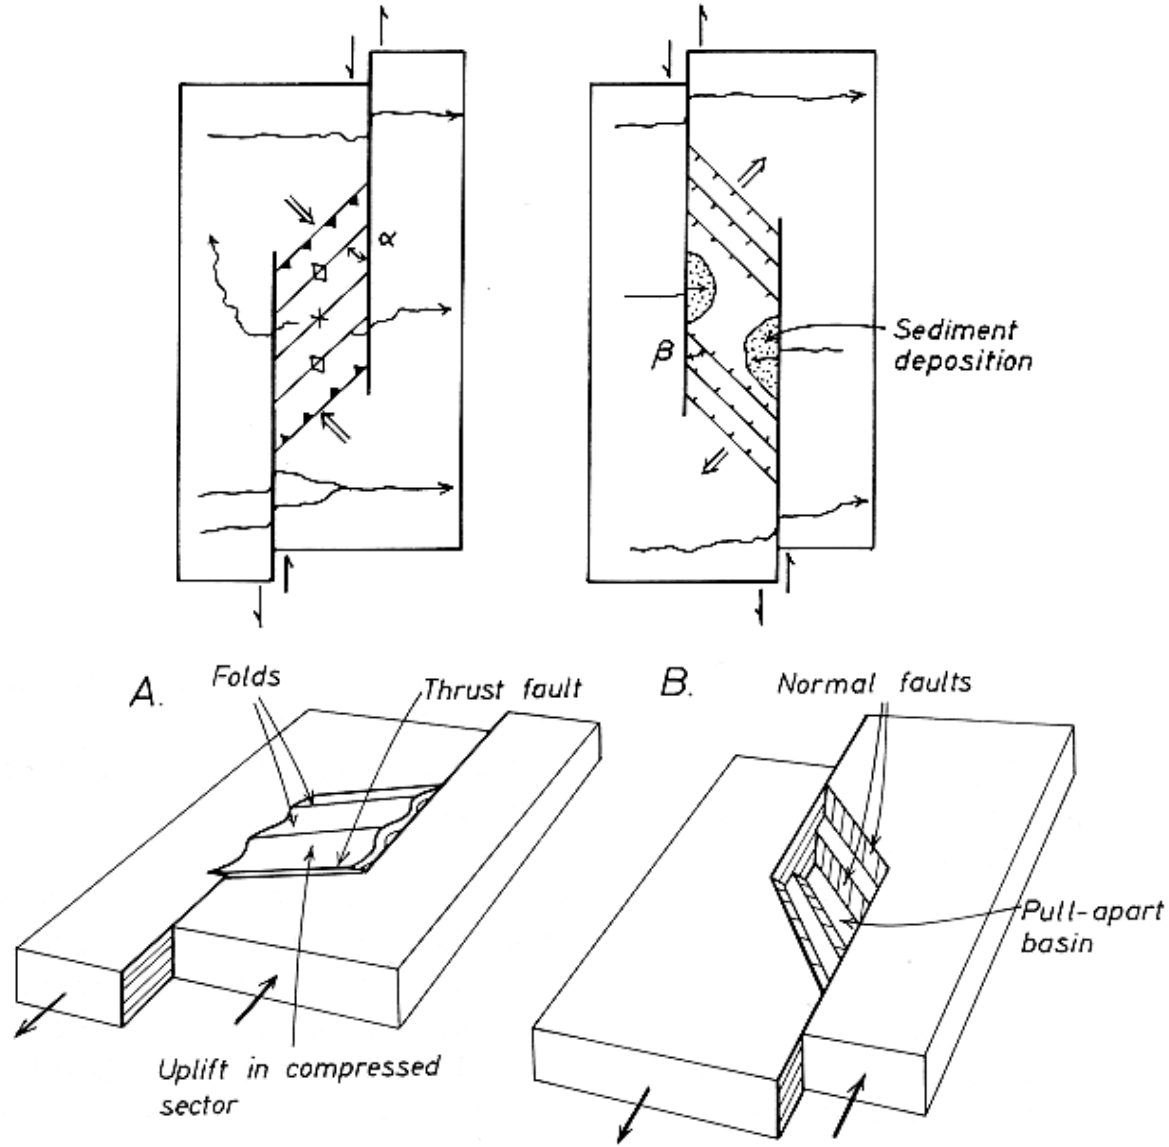 α
β
Sediment
deposition
A.
Folds
Thrust fault
B.
Normal faults
Pull-apart
basin
Uplift in compressed
sector